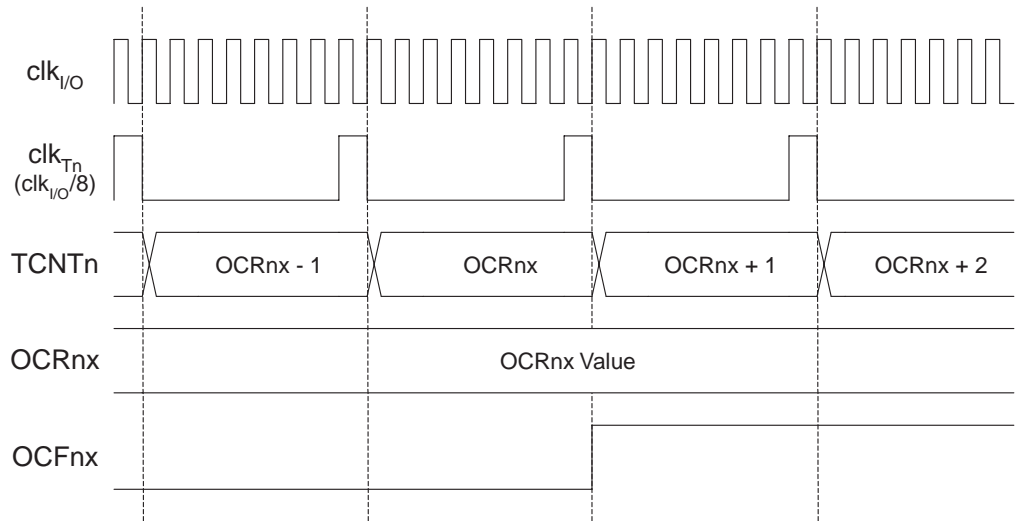 clkI/O
clkTn
(clkI/O/8)
TCNTn
OCRnx - 1
OCRnx
OCRnx + 1
OCRnx + 2
OCRnx
OCRnx Value
OCFnx